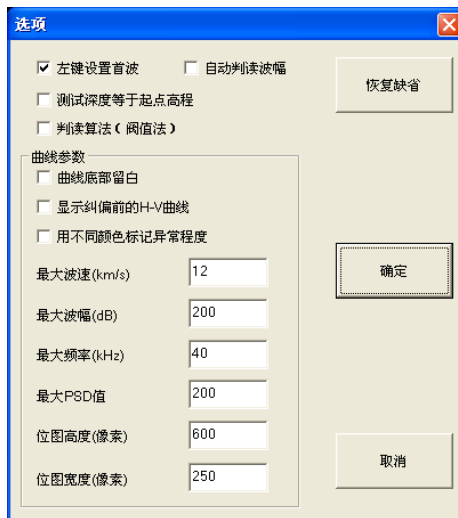 选项
左键设置首波 自动判读波幅
恢复缺省
测试深度等于起点高程
判读算法（阀值法）
曲线参数
曲线底部留白
显示纠偏前的H-V曲线
用不同颜色标记异常程度
最大波速(km/s) 12
确定
最大波幅(dB) 200
最大频率(kHz) 40
最大PSD值 200
位图高度(像素) 600
取消
位图宽度(像素) 250